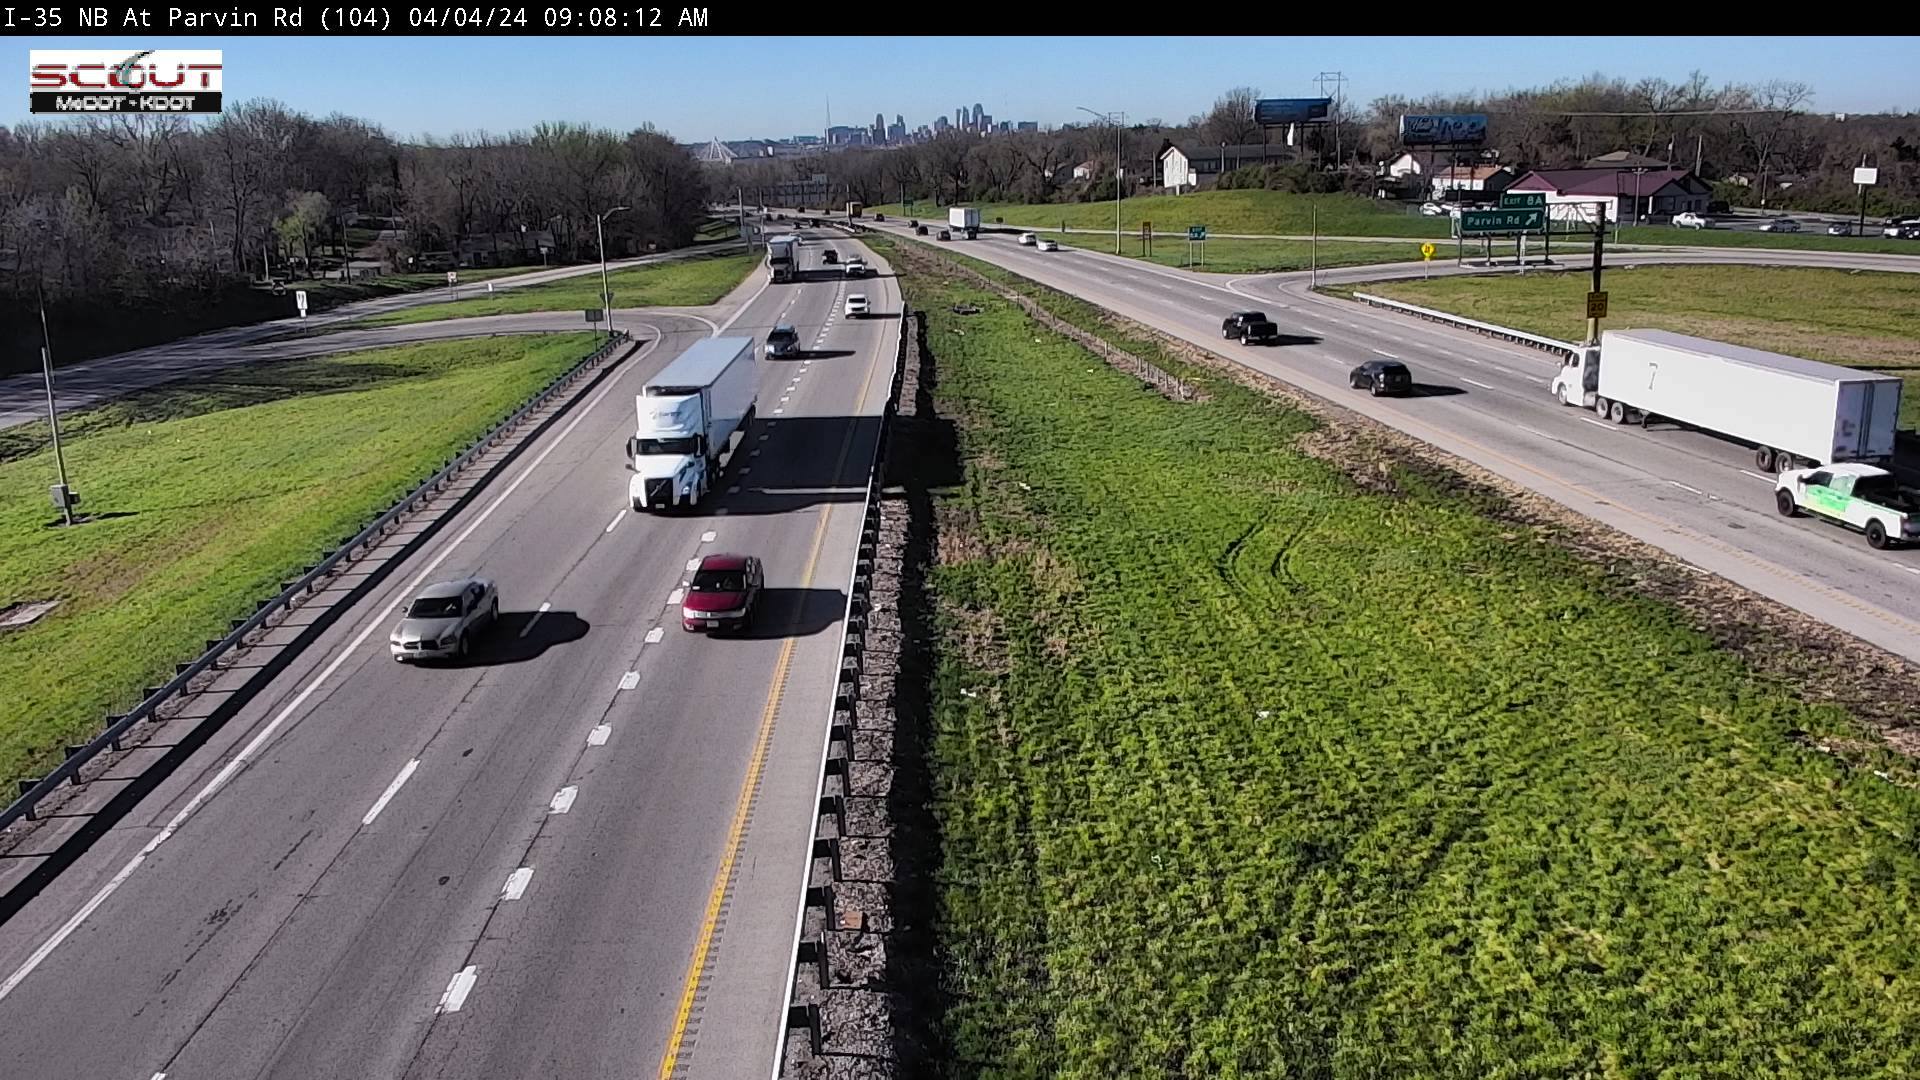 I-35 NB At Parvin Rd (104) 04/04/24 09:08:12 AM
SCOUT
MoDOT - KDOT
EXIT 8A
Parvin Rd